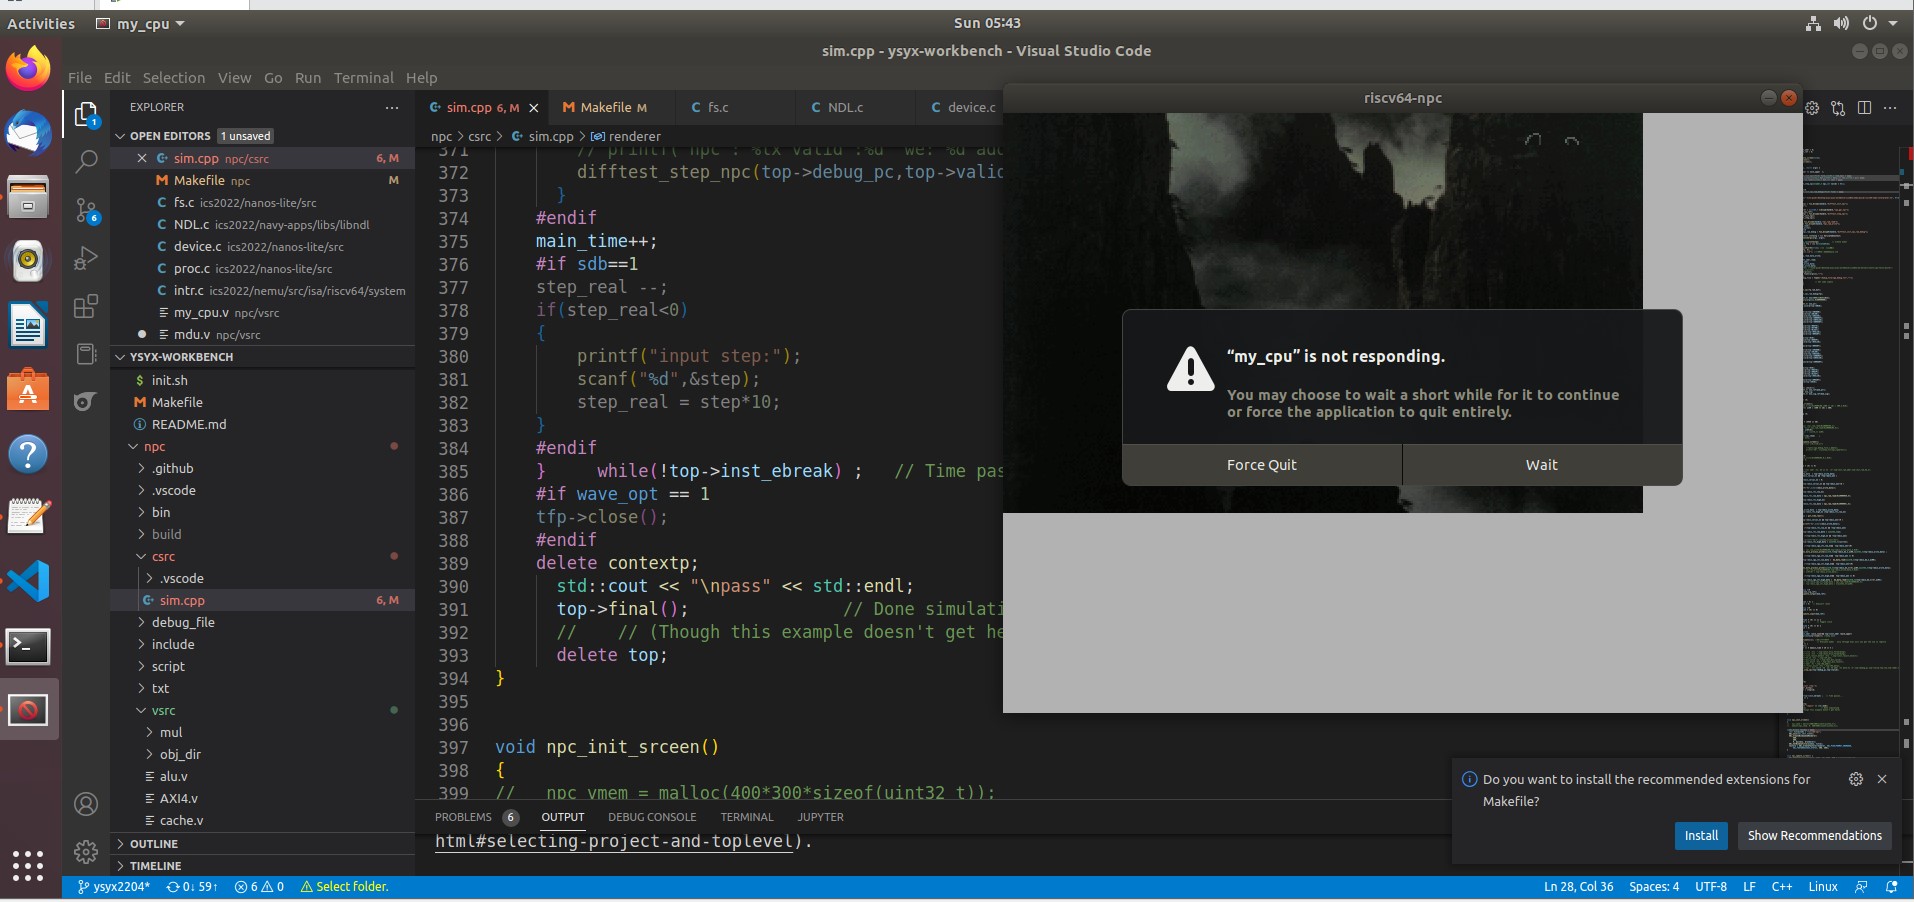 Activities my_cpu Sun 05:43
sim.cpp - ysyx-workbench - Visual Studio Code
File Edit Selection View Go Run Terminal Help
EXPLORER
OPEN EDITORS 1 unsaved
sim.cpp npc/csrc 6, M
Makefile npc M
fs.c ics2022/nanos-lite/src
NDL.c ics2022/navy-apps/libs/libndl
device.c ics2022/nanos-lite/src
proc.c ics2022/nanos-lite/src
intr.c ics2022/nemu/src/isa/riscv64/system
my_cpu.v npc/vsrc
mdu.v npc/vsrc
YSYX-WORKBENCH
init.sh
Makefile
README.md
npc
.github
.vscode
bin
build
csrc
.vscode
sim.cpp 6, M
debug_file
include
script
txt
vsrc
mul
obj_dir
alu.v
AXI4.v
cache.v
OUTLINE
TIMELINE
sim.cpp 6, M Makefile M fs.c NDL.c device.c
npc > csrc > sim.cpp > renderer
371
372 difftest_step_npc(top->debug_pc,top->valid
373 }
374 #endif
375 main_time++;
376 #if sdb==1
377 step_real --;
378 if(step_real<0)
379 {
380 printf("input step:");
381 scanf("%d",&step);
382 step_real = step*10;
383 }
384 #endif
385 } while(!top->inst_ebreak) ; // Time pas
386 #if wave_opt == 1
387 tfp->close();
388 #endif
389 delete contextp;
390 std::cout << "\npass" << std::endl;
391 top->final(); // Done simulati
392 // // (Though this example doesn't get he
393 delete top;
394 }
395
396
397 void npc_init_srceen()
398 {
399 // npc_vmem = malloc(400*300*sizeof(uint32_t));
riscv64-npc
“my_cpu” is not responding.
You may choose to wait a short while for it to continue
or force the application to quit entirely.
Force Quit Wait
PROBLEMS 6 OUTPUT DEBUG CONSOLE TERMINAL JUPYTER
html#selecting-project-and-toplevel).
Do you want to install the recommended extensions for
Makefile?
Install Show Recommendations
1
6
ysyx2204* 0↓ 59↑ 6 0 Select folder. Ln 28, Col 36 Spaces: 4 UTF-8 LF C++ Linux